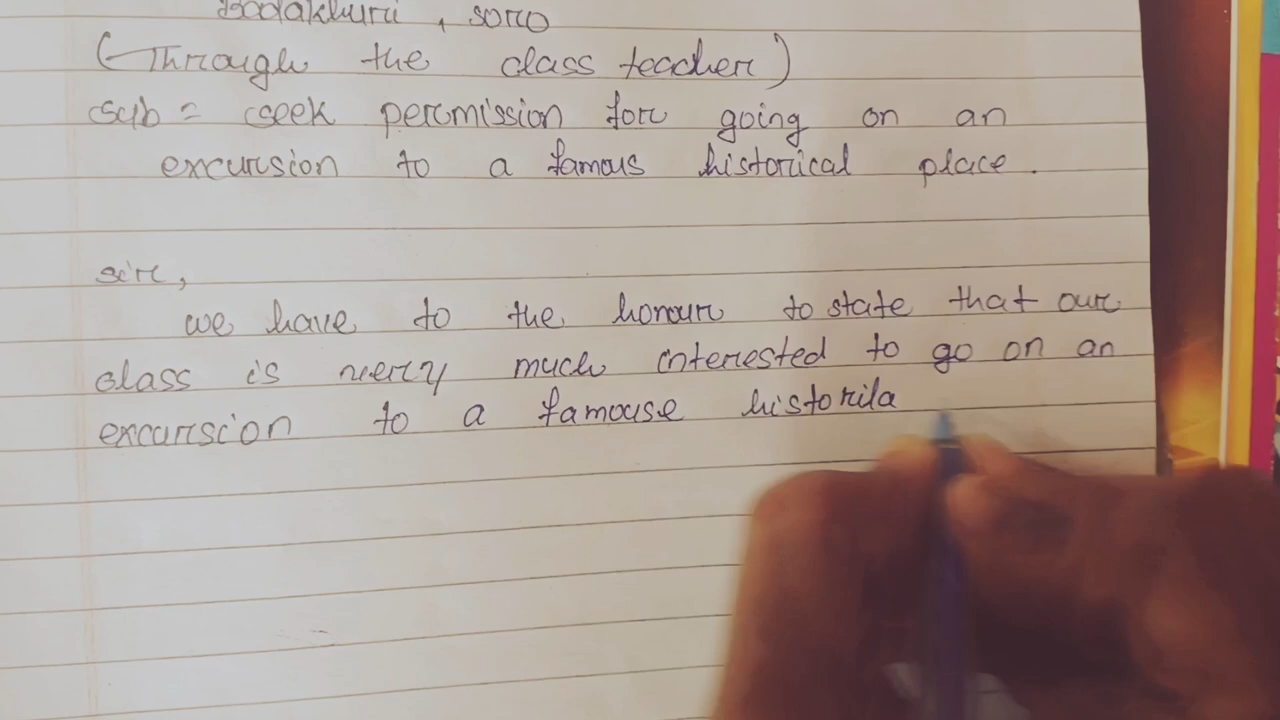 Badakhuri , soro
(Through the class teacher)
sub = seek permission for going on an
excursion to a famous historical place .
sir,
we have to the honour to state that our
class is very much interested to go on an
excursion to a famouse historila